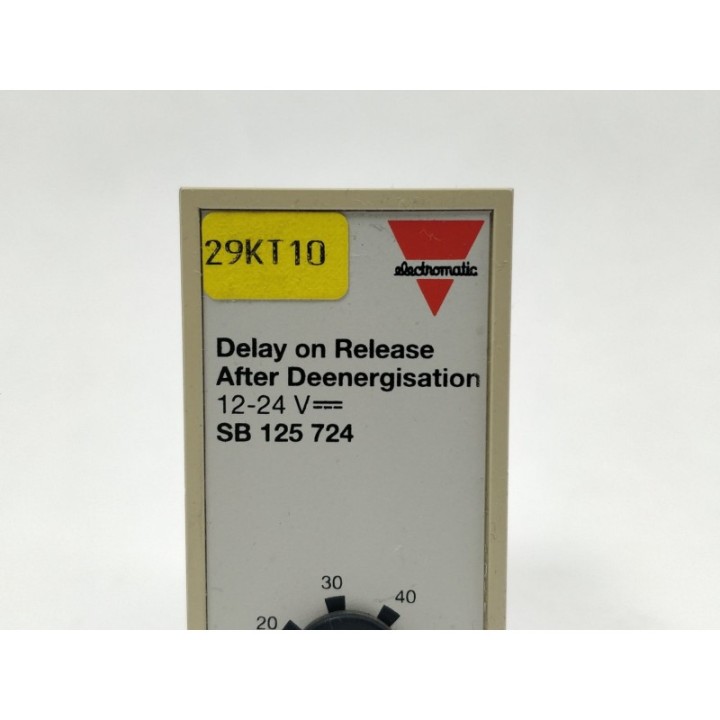 29KT10
electromatic
Delay on Release
After Deenergisation
12-24 V⎓
SB 125 724
30
40
20